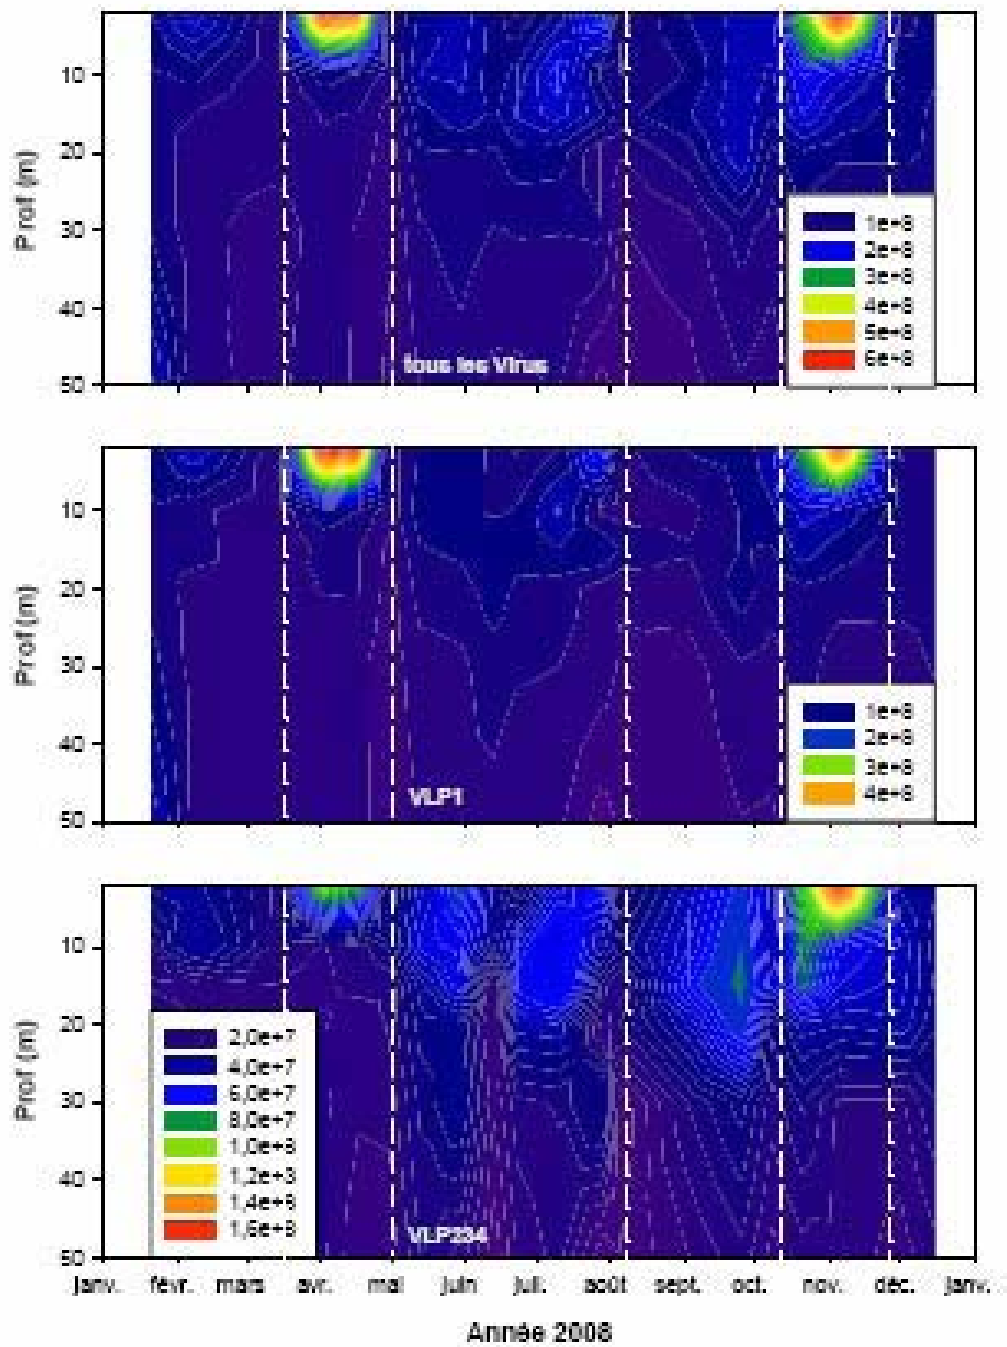 Prof (m)
10
20
30
40
50
tous les Virus
1e+8
2e+8
3e+8
4e+8
5e+8
6e+8
Prof (m)
10
20
30
40
50
VLP1
1e+8
2e+8
3e+8
4e+8
Prof (m)
10
20
30
40
50
2,0e+7
4,0e+7
6,0e+7
8,0e+7
1,0e+8
1,2e+8
1,4e+8
1,6e+8
VLP234
janv. févr. mars avr. mai juin juil. août sept. oct. nov. déc. janv.
Année 2008